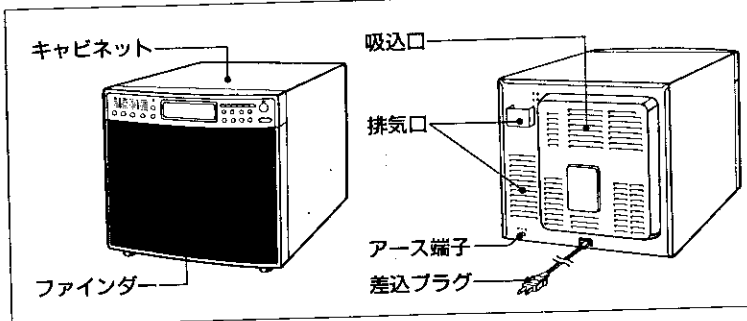 キャビネット
ファインダー
吸込口
排気口
アース端子
差込プラグ